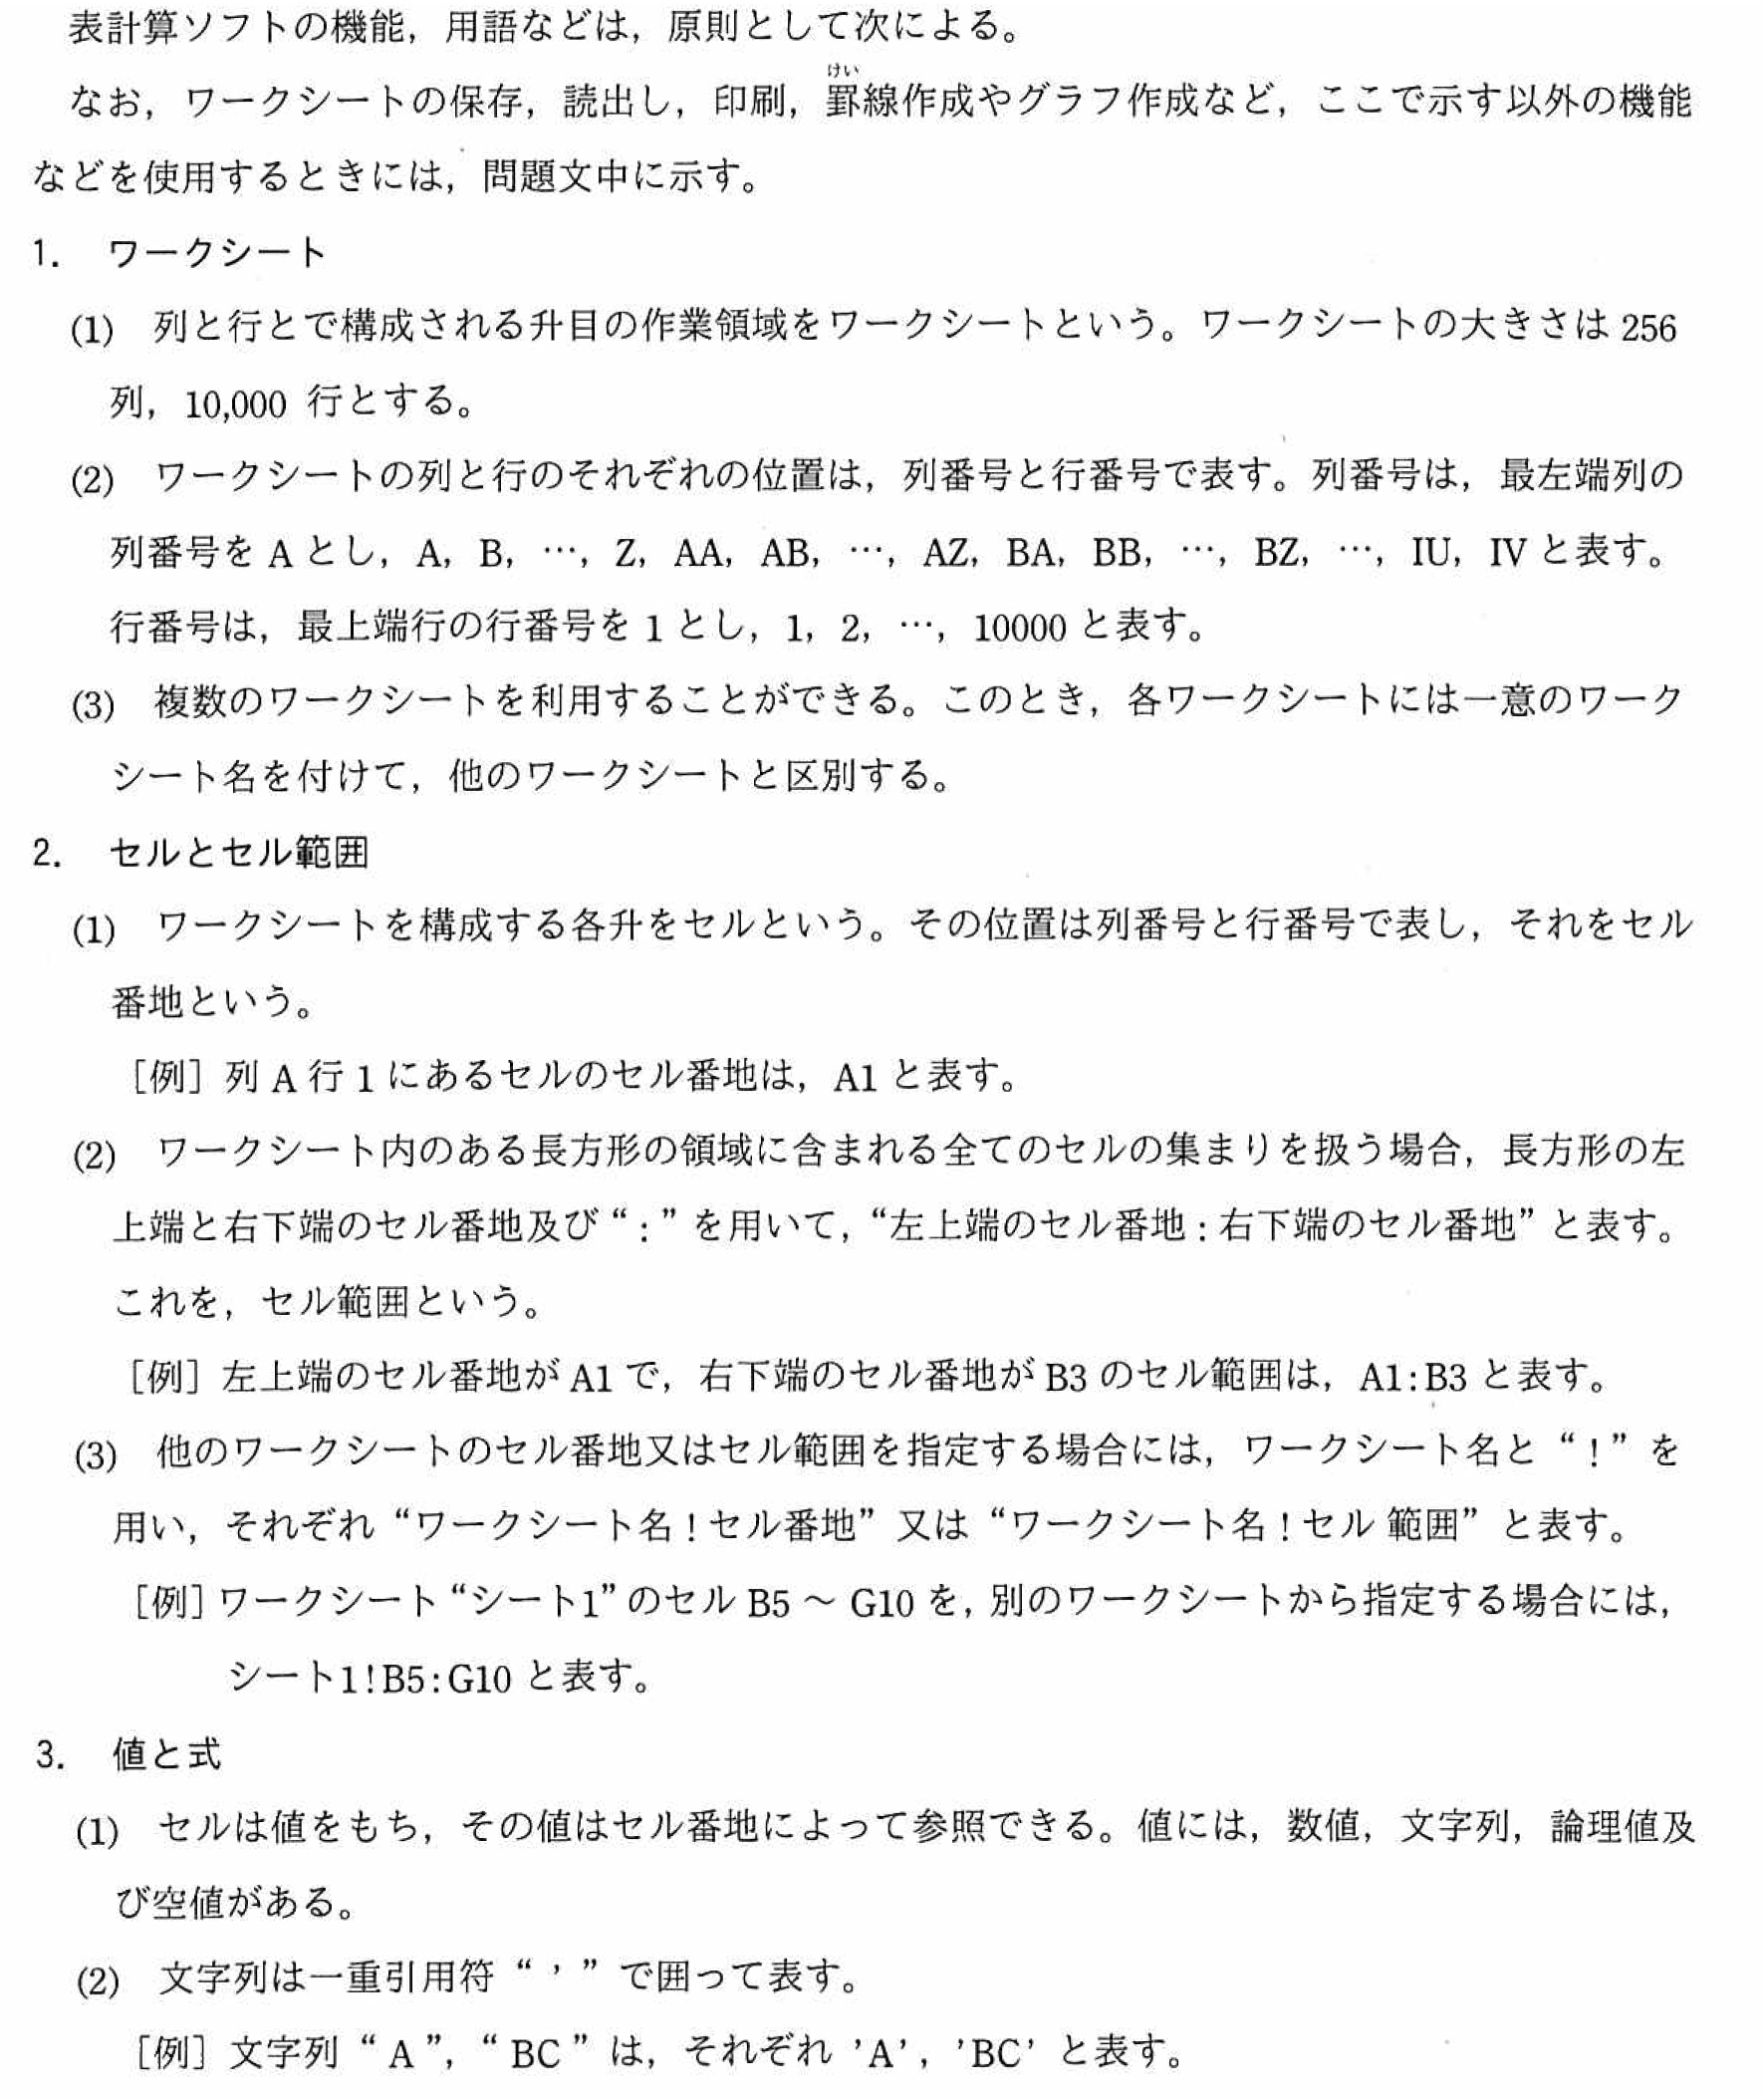 表計算ソフトの機能，用語などは，原則として次による。
けい
なお，ワークシートの保存，読出し，印刷，罫線作成やグラフ作成など，ここで示す以外の機能
などを使用するときには，問題文中に示す。
1. ワークシート
(1) 列と行とで構成される升目の作業領域をワークシートという。ワークシートの大きさは 256
列，10,000 行とする。
(2) ワークシートの列と行のそれぞれの位置は，列番号と行番号で表す。列番号は，最左端列の
列番号を A とし，A，B，…，Z，AA，AB，…，AZ，BA，BB，…，BZ，…，IU，IV と表す。
行番号は，最上端行の行番号を 1 とし，1，2，…，10000 と表す。
(3) 複数のワークシートを利用することができる。このとき，各ワークシートには一意のワーク
シート名を付けて，他のワークシートと区別する。
2. セルとセル範囲
(1) ワークシートを構成する各升をセルという。その位置は列番号と行番号で表し，それをセル
番地という。
［例］列 A 行 1 にあるセルのセル番地は，A1 と表す。
(2) ワークシート内のある長方形の領域に含まれる全てのセルの集まりを扱う場合，長方形の左
上端と右下端のセル番地及び“:”を用いて，“左上端のセル番地:右下端のセル番地”と表す。
これを，セル範囲という。
［例］左上端のセル番地が A1 で，右下端のセル番地が B3 のセル範囲は，A1:B3 と表す。
(3) 他のワークシートのセル番地又はセル範囲を指定する場合には，ワークシート名と“!”を
用い，それぞれ“ワークシート名!セル番地”又は“ワークシート名!セル 範囲”と表す。
［例］ワークシート“シート1”のセル B5 ～ G10 を，別のワークシートから指定する場合には，
シート1!B5:G10 と表す。
3. 値と式
(1) セルは値をもち，その値はセル番地によって参照できる。値には，数値，文字列，論理値及
び空値がある。
(2) 文字列は一重引用符“ ’ ”で囲って表す。
［例］文字列“ A ”，“ BC ”は，それぞれ ’A’，’BC’ と表す。